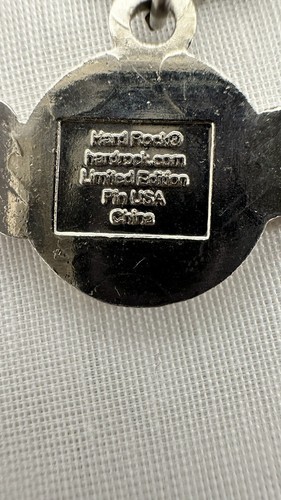 Hard Rock©
hardrock.com
Limited Edition
Pin USA
China